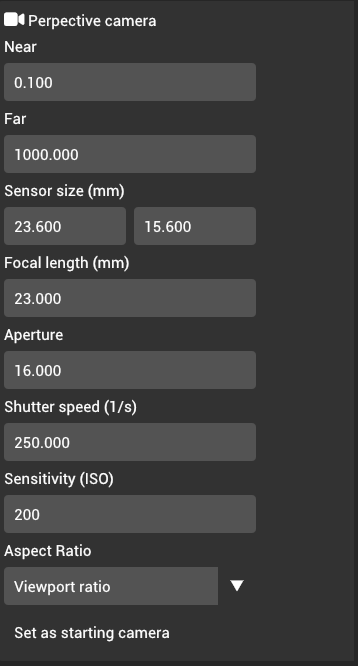 Perpective camera
Near
0.100
Far
1000.000
Sensor size (mm)
23.600 15.600
Focal length (mm)
23.000
Aperture
16.000
Shutter speed (1/s)
250.000
Sensitivity (ISO)
200
Aspect Ratio
Viewport ratio
Set as starting camera